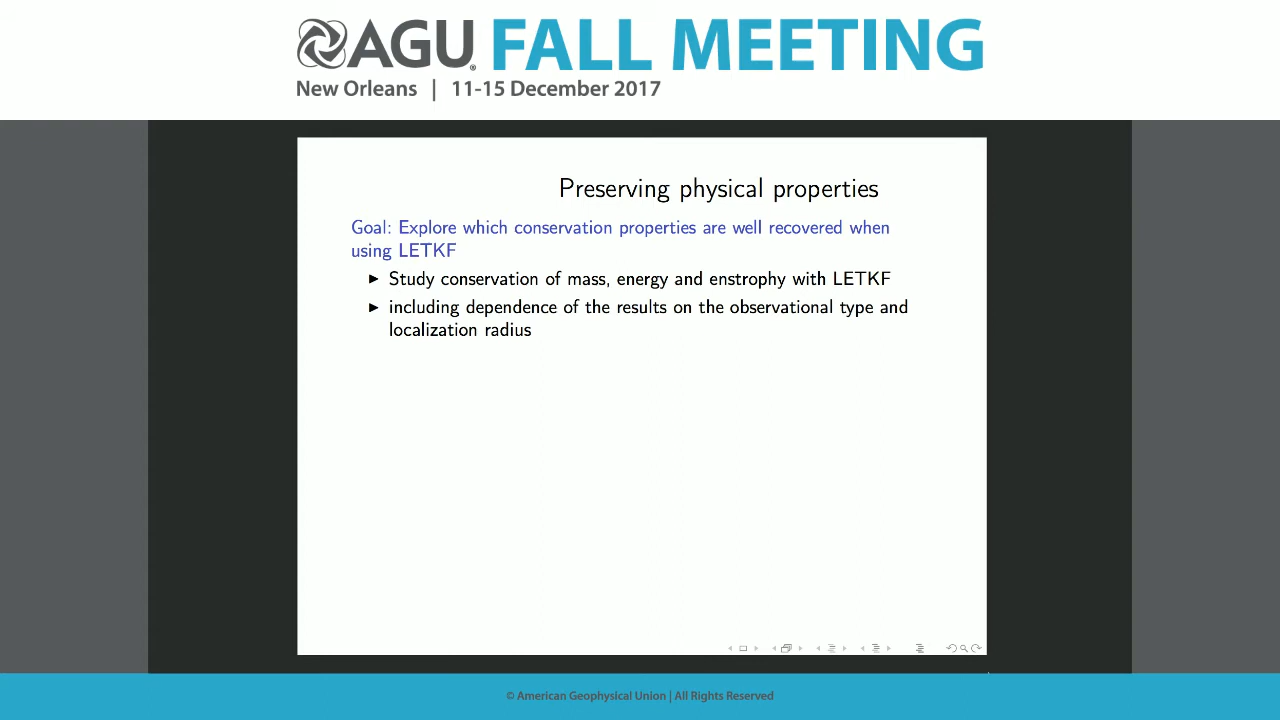 AGU FALL MEETING
New Orleans | 11-15 December 2017
Preserving physical properties
Goal: Explore which conservation properties are well recovered when
using LETKF
▶ Study conservation of mass, energy and enstrophy with LETKF
▶ including dependence of the results on the observational type and
localization radius
© American Geophysical Union | All Rights Reserved